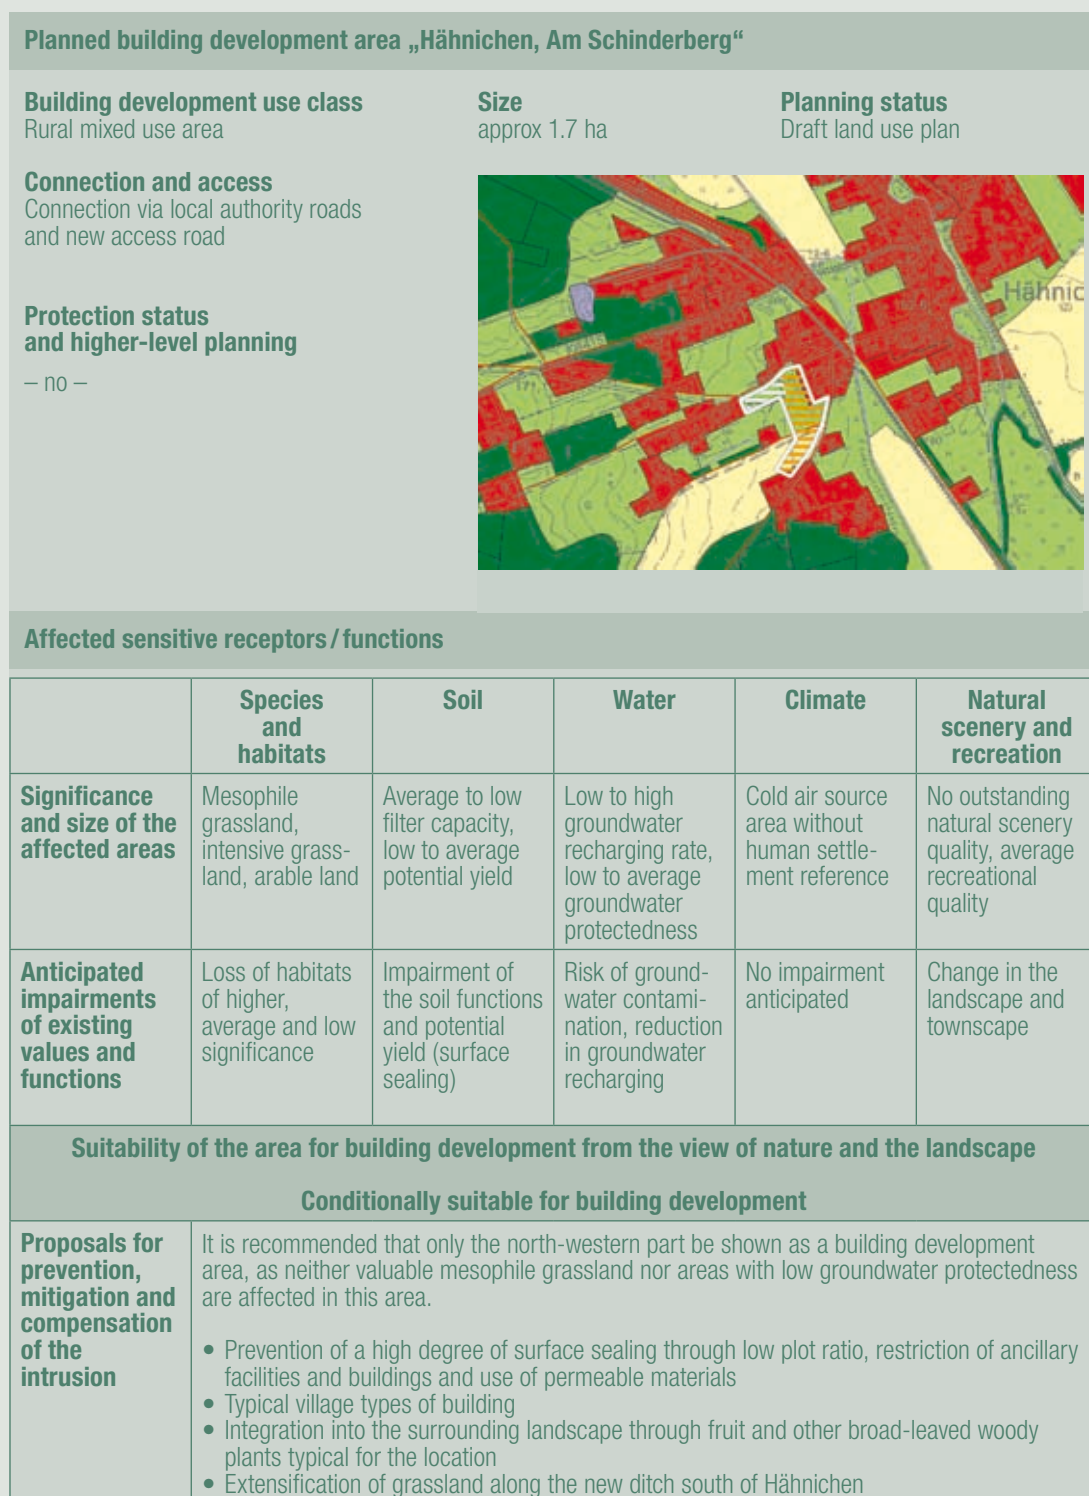 Planned building development area „Hähnichen, Am Schinderberg“
Building development use class
Rural mixed use area
Size
approx 1.7 ha
Planning status
Draft land use plan
Connection and access
Connection via local authority roads
and new access road
Protection status
and higher-level planning
– no –
Hähnic
Affected sensitive receptors / functions
Species
and
habitats
Soil
Water
Climate
Natural
scenery and
recreation
Significance
and size of the
affected areas
Mesophile
grassland,
intensive grass-
land, arable land
Average to low
filter capacity,
low to average
potential yield
Low to high
groundwater
recharging rate,
low to average
groundwater
protectedness
Cold air source
area without
human settle-
ment reference
No outstanding
natural scenery
quality, average
recreational
quality
Anticipated
impairments
of existing
values and
functions
Loss of habitats
of higher,
average and low
significance
Impairment of
the soil functions
and potential
yield (surface
sealing)
Risk of ground-
water contami-
nation, reduction
in groundwater
recharging
No impairment
anticipated
Change in the
landscape and
townscape
Suitability of the area for building development from the view of nature and the landscape
Conditionally suitable for building development
Proposals for
prevention,
mitigation and
compensation
of the
intrusion
It is recommended that only the north-western part be shown as a building development
area, as neither valuable mesophile grassland nor areas with low groundwater protectedness
are affected in this area.
• Prevention of a high degree of surface sealing through low plot ratio, restriction of ancillary
facilities and buildings and use of permeable materials
• Typical village types of building
• Integration into the surrounding landscape through fruit and other broad-leaved woody
plants typical for the location
• Extensification of grassland along the new ditch south of Hähnichen